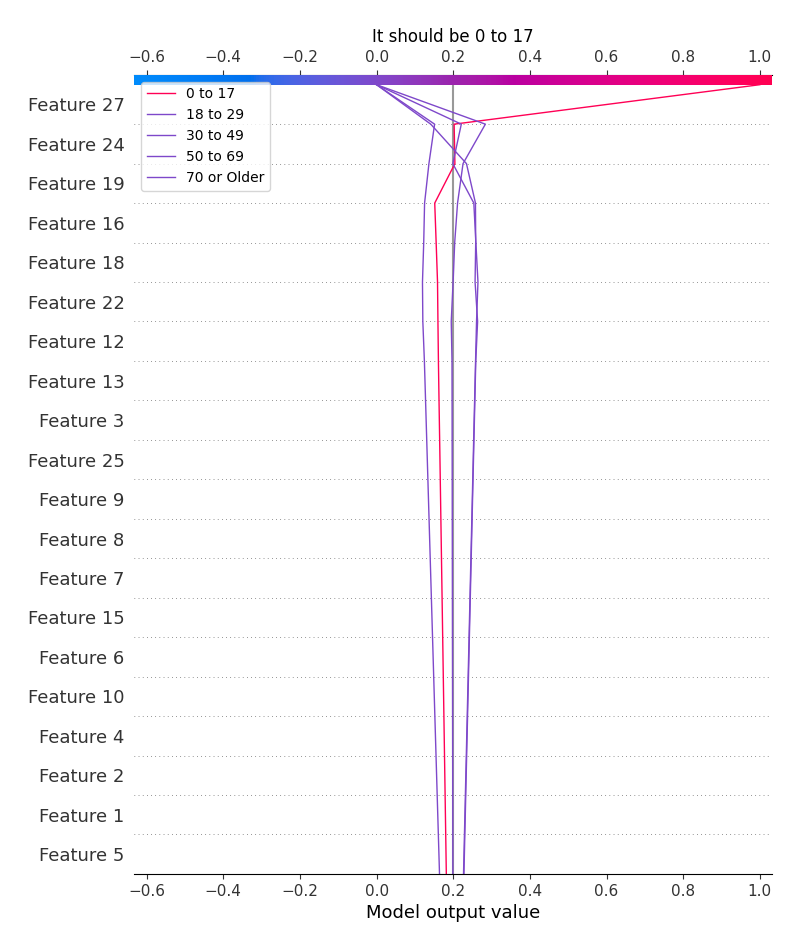 It should be 0 to 17
−0.6 −0.4 −0.2 0.0 0.2 0.4 0.6 0.8 1.0
0 to 17
18 to 29
30 to 49
50 to 69
70 or Older
Feature 27
Feature 24
Feature 19
Feature 16
Feature 18
Feature 22
Feature 12
Feature 13
Feature 3
Feature 25
Feature 9
Feature 8
Feature 7
Feature 15
Feature 6
Feature 10
Feature 4
Feature 2
Feature 1
Feature 5
−0.6 −0.4 −0.2 0.0 0.2 0.4 0.6 0.8 1.0
Model output value